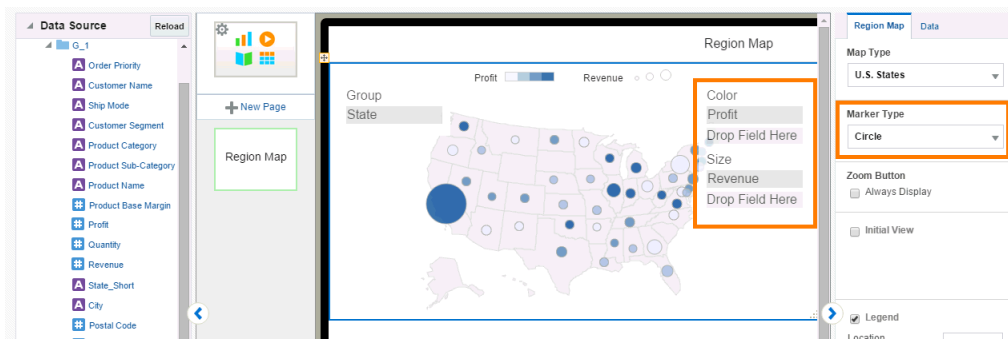 Data Source
Reload
G_1
A Order Priority
A Customer Name
A Ship Mode
A Customer Segment
A Product Category
A Product Sub-Category
A Product Name
# Product Base Margin
# Profit
# Quantity
# Revenue
A State_Short
A City
# Postal Code
New Page
Region Map
Region Map
Profit
Revenue
Group
State
Color
Profit
Drop Field Here
Size
Revenue
Drop Field Here
Region Map
Data
Map Type
U.S. States
Marker Type
Circle
Zoom Button
Always Display
Initial View
Legend
Location